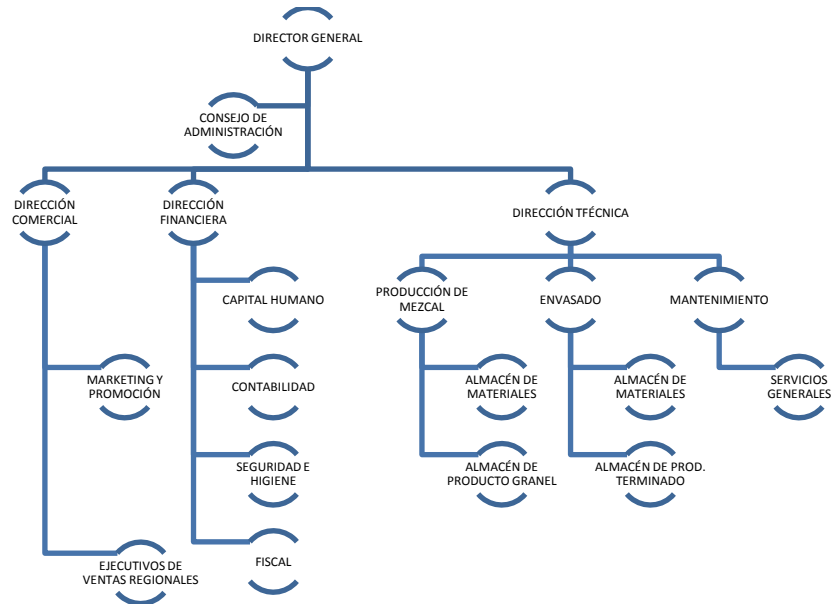 DIRECTOR GENERAL
CONSEJO DE
ADMINISTRACIÓN
DIRECCIÓN
COMERCIAL
DIRECCIÓN
FINANCIERA
DIRECCIÓN TFÉCNICA
CAPITAL HUMANO
PRODUCCIÓN DE
MEZCAL
ENVASADO
MANTENIMIENTO
MARKETING Y
PROMOCIÓN
CONTABILIDAD
ALMACÉN DE
MATERIALES
ALMACÉN DE
MATERIALES
SERVICIOS
GENERALES
SEGURIDAD E
HIGIENE
ALMACÉN DE
PRODUCTO GRANEL
ALMACÉN DE PROD.
TERMINADO
EJECUTIVOS DE
VENTAS REGIONALES
FISCAL